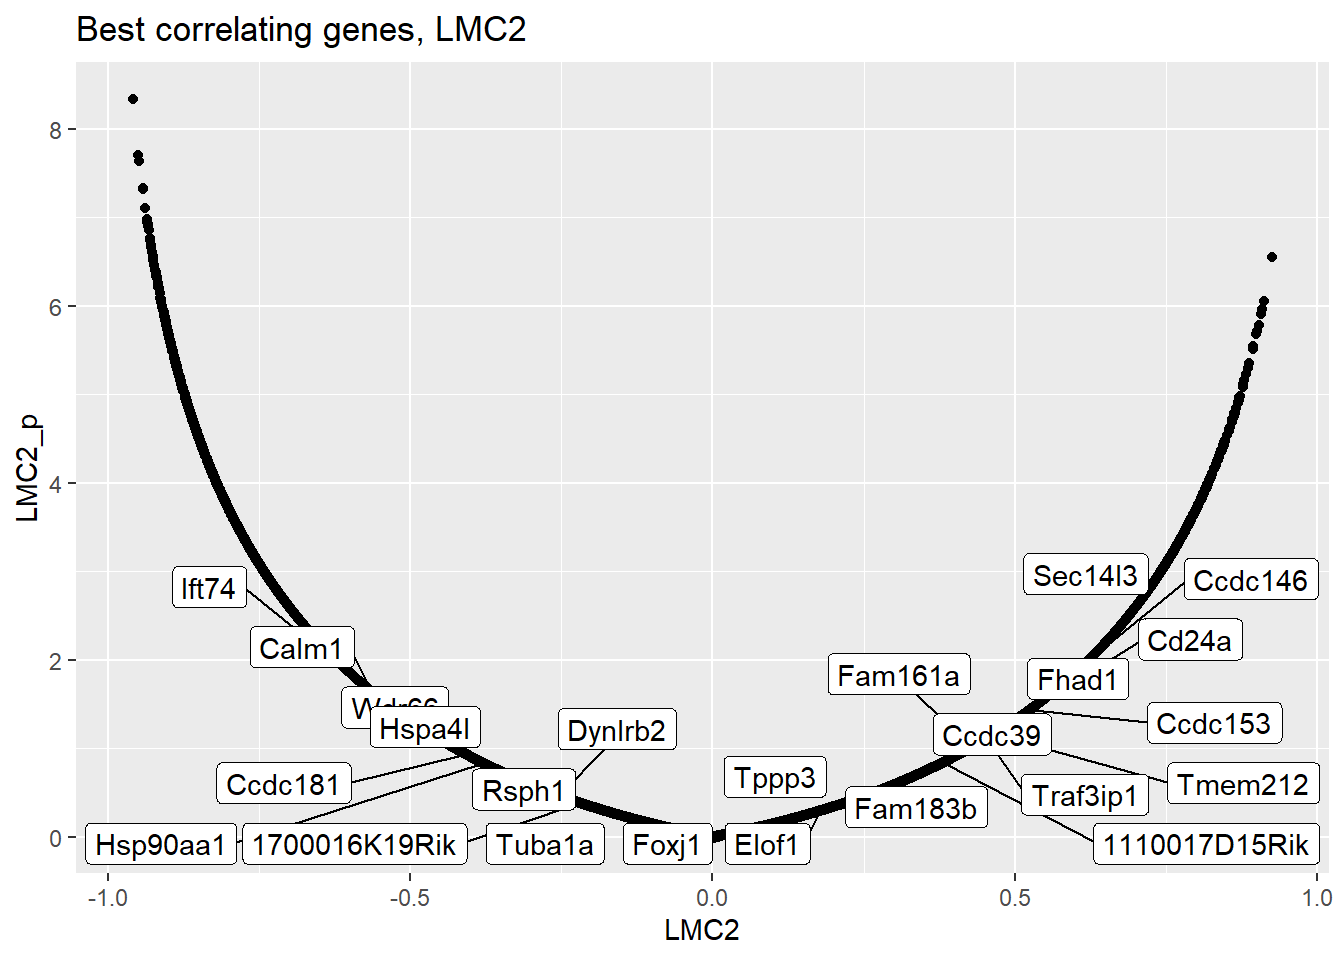 Best correlating genes, LMC2
8
6
4
2
0
LMC2_p
Sec14l3
Ccdc146
Ift74
Cd24a
Calm1
Fam161a
Fhad1
Wdr66
Hspa4l
Dynlrb2
Ccdc39
Ccdc153
Ccdc181
Rsph1
Tppp3
Fam183b
Traf3ip1
Tmem212
Hsp90aa1
1700016K19Rik
Tuba1a
Foxj1
Elof1
1110017D15Rik
-1.0
-0.5
0.0
0.5
1.0
LMC2